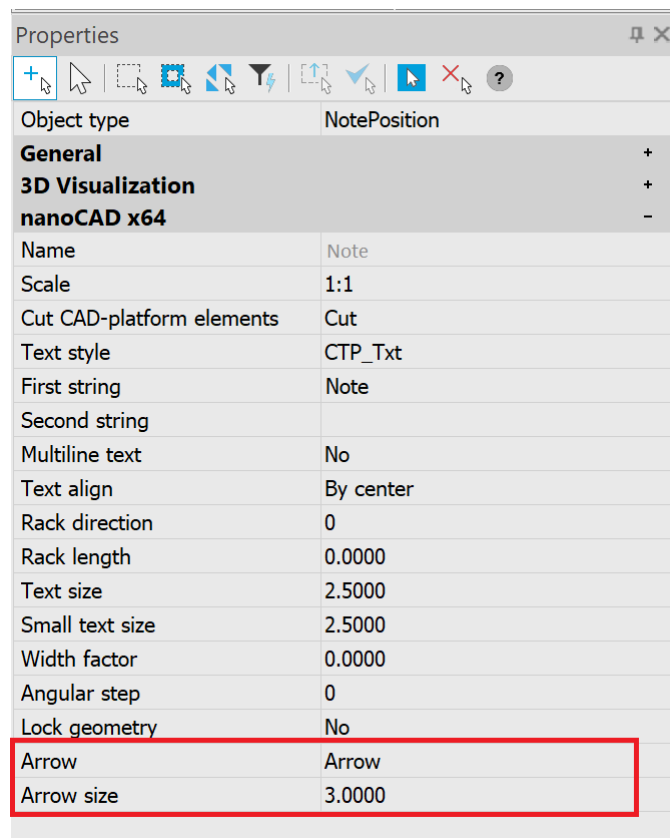 Properties
?
Object type NotePosition
General +
3D Visualization +
nanoCAD x64 -
Name Note
Scale 1:1
Cut CAD-platform elements Cut
Text style CTP_Txt
First string Note
Second string
Multiline text No
Text align By center
Rack direction 0
Rack length 0.0000
Text size 2.5000
Small text size 2.5000
Width factor 0.0000
Angular step 0
Lock geometry No
Arrow Arrow
Arrow size 3.0000